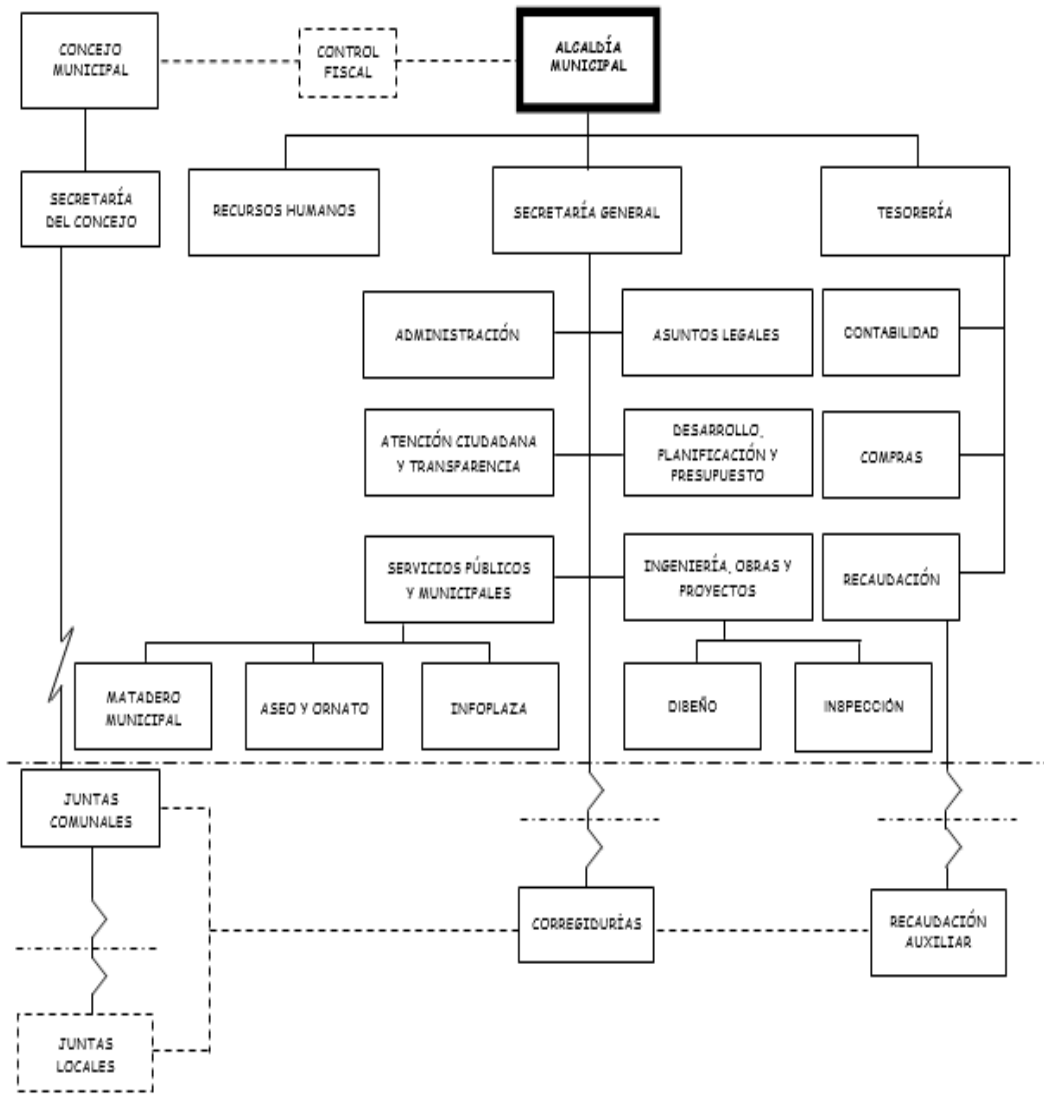 CONCEJO
MUNICIPAL
CONTROL
FISCAL
ALCALDÍA
MUNICIPAL
SECRETARÍA
DEL CONCEJO
RECURSOS HUMANOS
SECRETARÍA GENERAL
TESORERÍA
ADMINISTRACIÓN
ASUNTOS LEGALES
CONTABILIDAD
ATENCIÓN CIUDADANA
Y TRANSPARENCIA
DESARROLLO,
PLANIFICACIÓN Y
PRESUPUESTO
COMPRAS
SERVICIOS PÚBLICOS
Y MUNICIPALES
INGENIERÍA, OBRAS Y
PROYECTOS
RECAUDACIÓN
MATADERO
MUNICIPAL
ASEO Y ORNATO
INFOPLAZA
DISEÑO
INSPECCIÓN
JUNTAS
COMUNALES
CORREGIDURÍAS
RECAUDACIÓN
AUXILIAR
JUNTAS
LOCALES